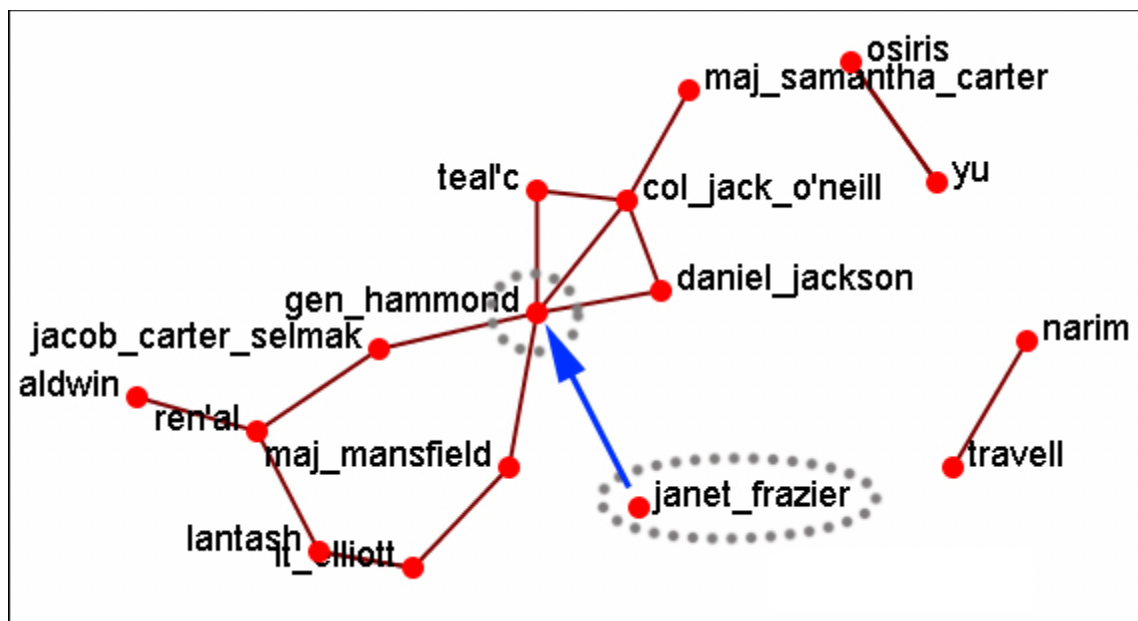 osiris
maj_samantha_carter
yu
teal'c
col_jack_o'neill
daniel_jackson
gen_hammond
jacob_carter_selmak
narim
aldwin
ren'al
maj_mansfield
travell
janet_frazier
lantash
lt_elliott